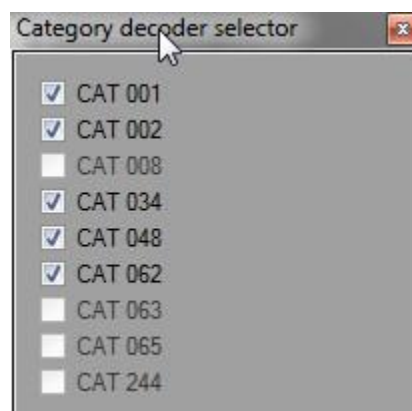 Category decoder selector
CAT 001
CAT 002
CAT 008
CAT 034
CAT 048
CAT 062
CAT 063
CAT 065
CAT 244